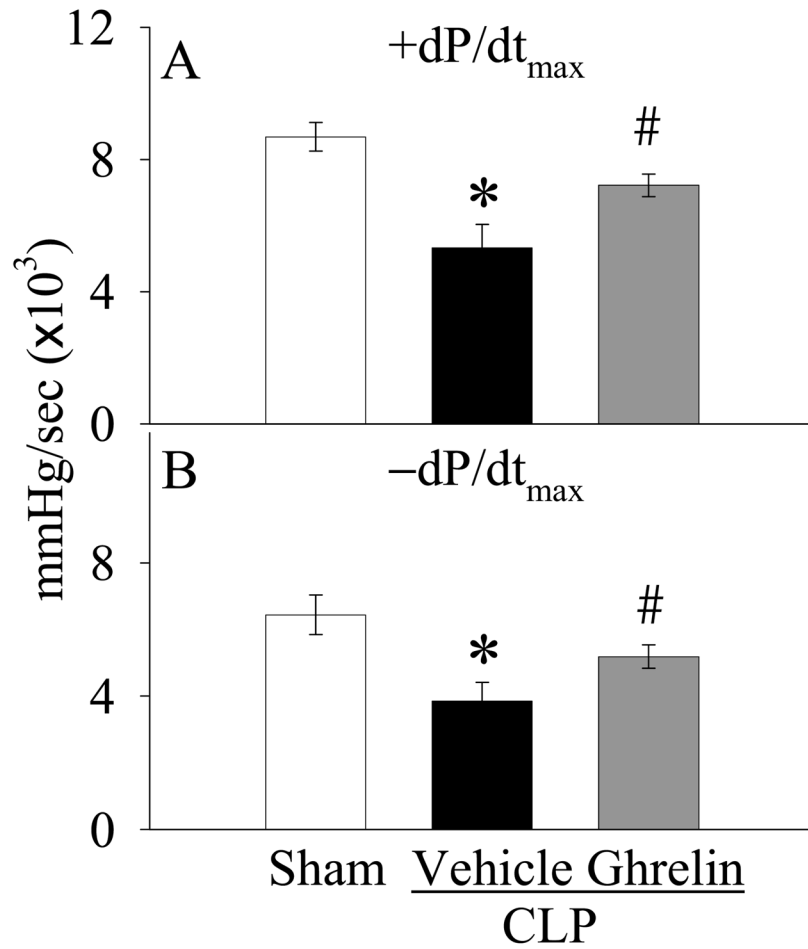 12
A
+dP/dtmax
#
8
*
4
0
mmHg/sec (x10³)
B
−dP/dtmax
8
#
*
4
0
Sham Vehicle Ghrelin
CLP